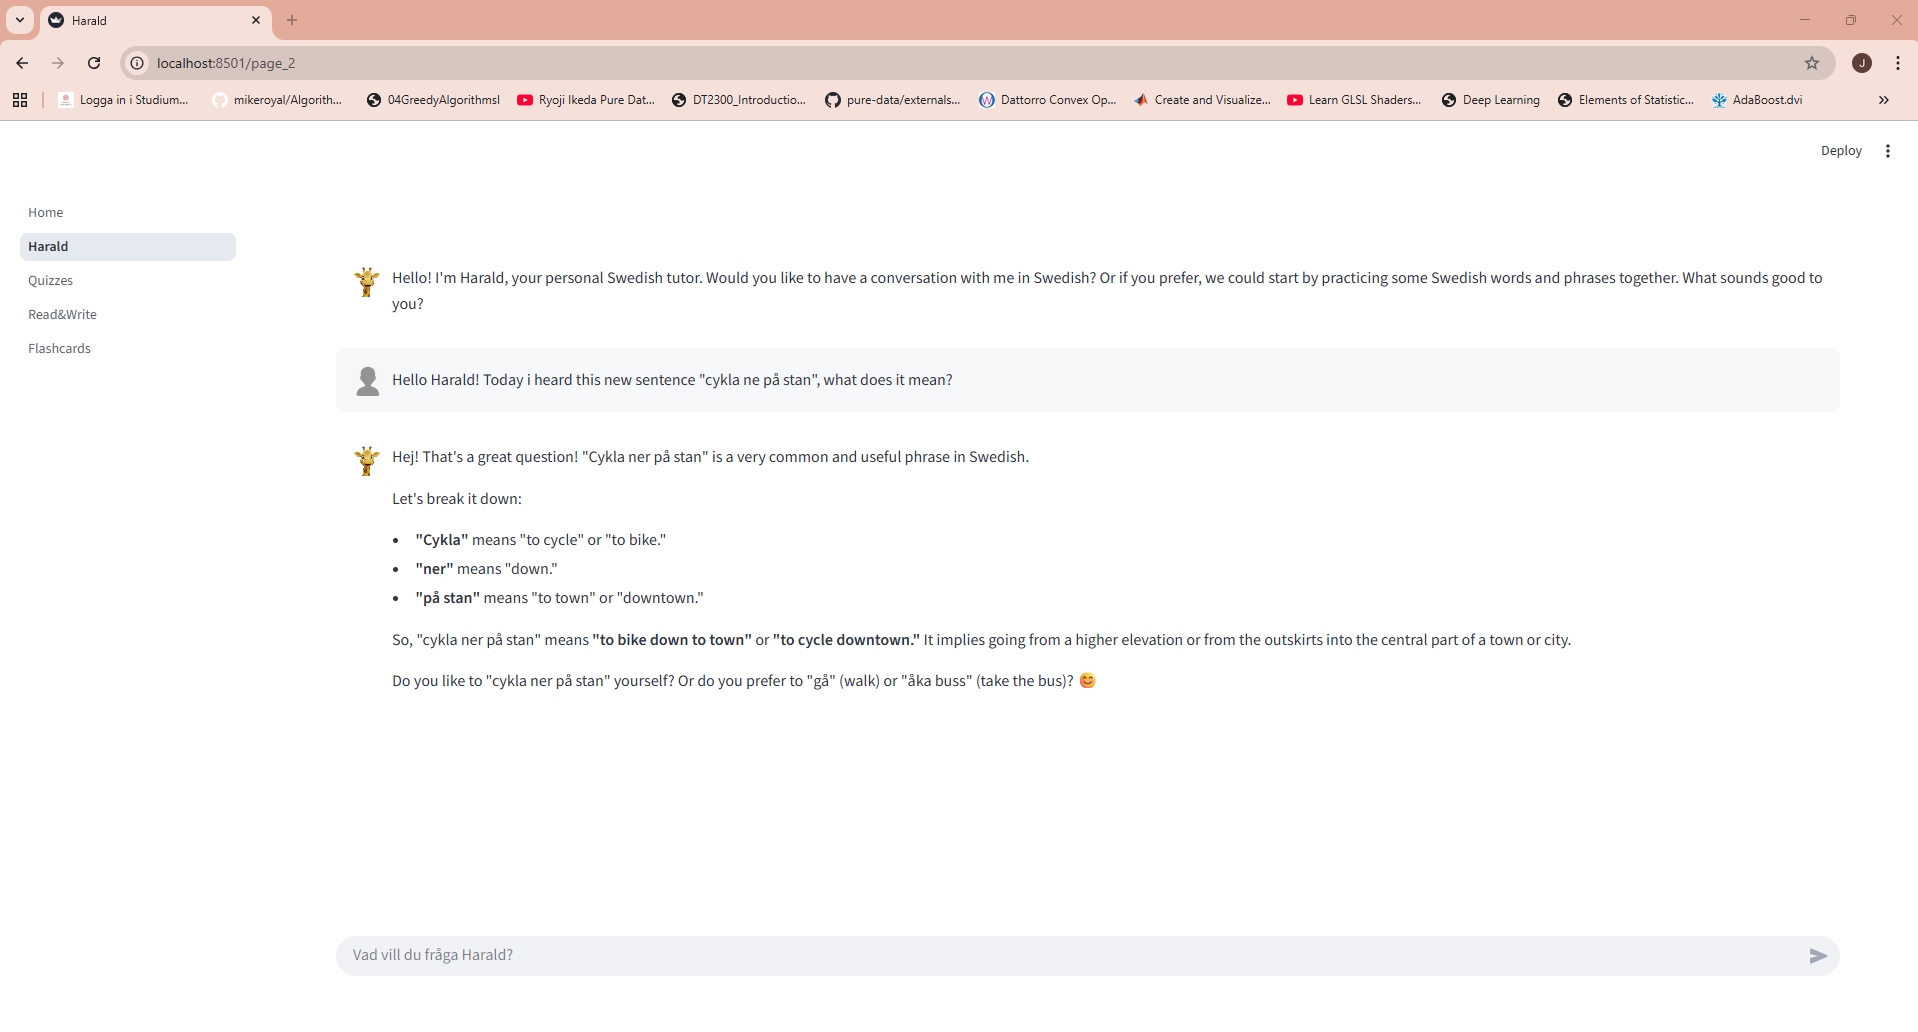 Harald
localhost:8501/page_2
Logga in i Studium...
mikeroyal/Algorith...
04GreedyAlgorithmsI
Ryoji Ikeda Pure Dat...
DT2300_Introductio...
pure-data/externals...
Dattorro Convex Op...
Create and Visualize...
Learn GLSL Shaders...
Deep Learning
Elements of Statistic...
AdaBoost.dvi
J
Deploy
Home
Harald
Quizzes
Read&Write
Flashcards
Hello! I'm Harald, your personal Swedish tutor. Would you like to have a conversation with me in Swedish? Or if you prefer, we could start by practicing some Swedish words and phrases together. What sounds good to
you?
Hello Harald! Today i heard this new sentence "cykla ne på stan", what does it mean?
Hej! That's a great question! "Cykla ner på stan" is a very common and useful phrase in Swedish.
Let's break it down:
• "Cykla" means "to cycle" or "to bike."
• "ner" means "down."
• "på stan" means "to town" or "downtown."
So, "cykla ner på stan" means "to bike down to town" or "to cycle downtown." It implies going from a higher elevation or from the outskirts into the central part of a town or city.
Do you like to "cykla ner på stan" yourself? Or do you prefer to "gå" (walk) or "åka buss" (take the bus)? 😊
Vad vill du fråga Harald?